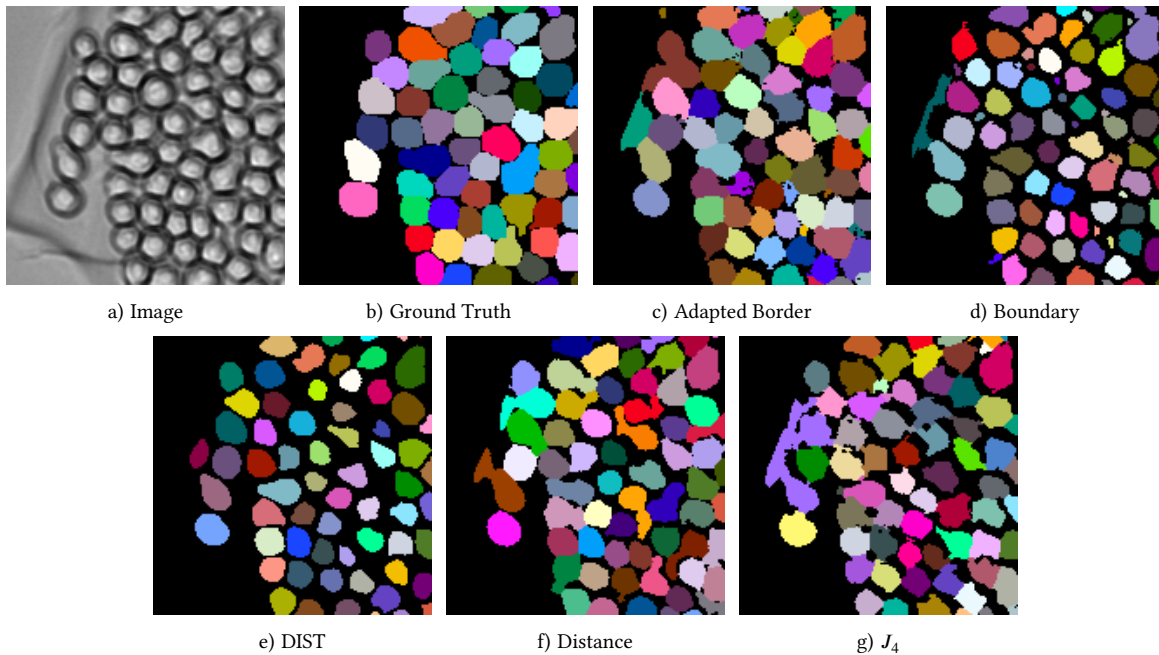 a) Image
b) Ground Truth
c) Adapted Border
d) Boundary
e) DIST
f) Distance
g) J₄